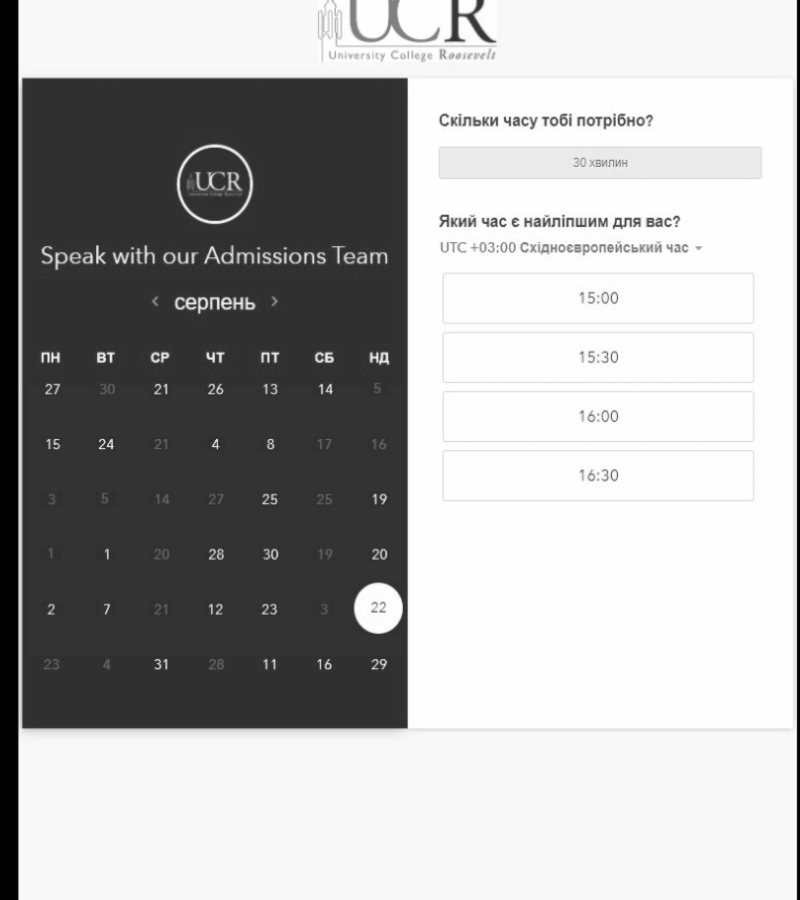 UCR
University College Roosevelt
UCR
Speak with our Admissions Team
‹ серпень ›
ПН ВТ СР ЧТ ПТ СБ НД
27 30 21 26 13 14 5
15 24 21 4 8 17 16
3 5 14 27 25 25 19
1 1 20 28 30 19 20
2 7 21 12 23 3 22
23 4 31 28 11 16 29
Скільки часу тобі потрібно?
30 хвилин
Який час є найліпшим для вас?
UTC +03:00 Східноєвропейський час
15:00
15:30
16:00
16:30